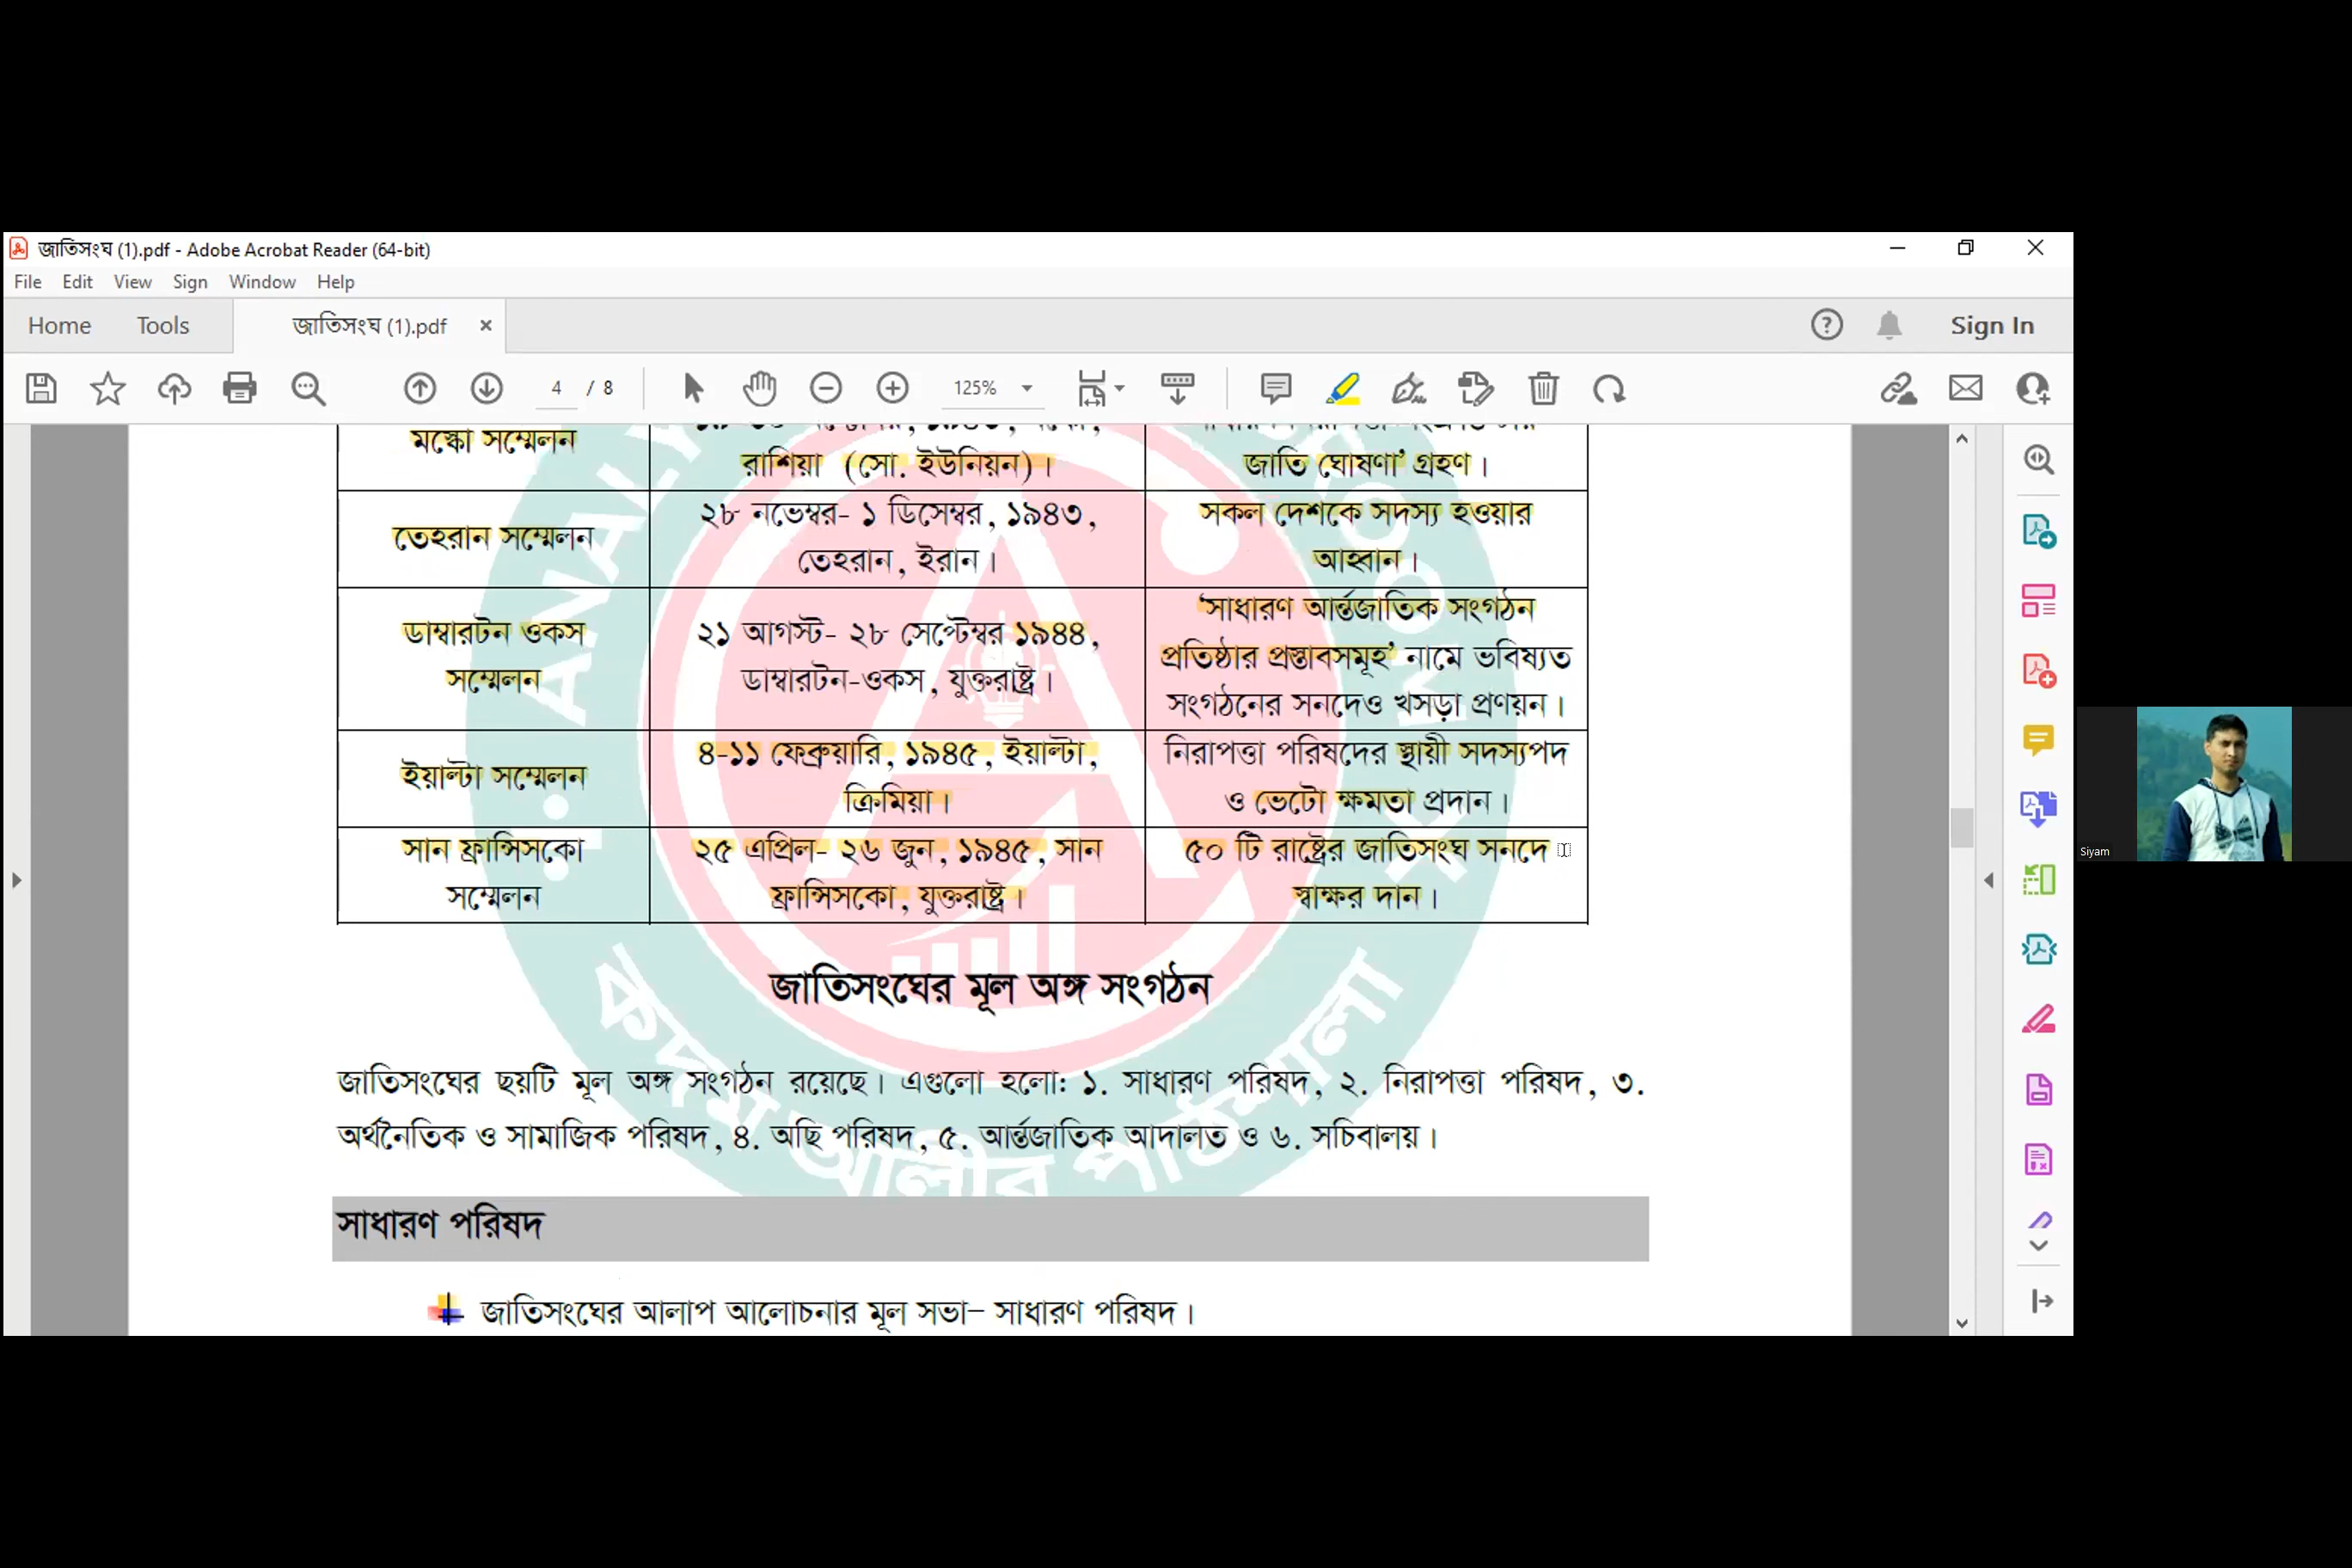 জাতিসংঘ (1).pdf - Adobe Acrobat Reader (64-bit)
File Edit View Sign Window Help
Home Tools জাতিসংঘ (1).pdf × Sign In
4 / 8 125%
মস্কো সম্মেলন
রাশিয়া (সো. ইউনিয়ন)।
জাতি ঘোষণা’ গ্রহণ।
তেহরান সম্মেলন
২৮ নভেম্বর- ১ ডিসেম্বর, ১৯৪৩,
তেহরান, ইরান।
সকল দেশকে সদস্য হওয়ার
আহ্বান।
ডাম্বারটন ওকস
সম্মেলন
২১ আগস্ট- ২৮ সেপ্টেম্বর ১৯৪৪,
ডাম্বারটন-ওকস, যুক্তরাষ্ট্র।
‘সাধারণ আর্ন্তজাতিক সংগঠন
প্রতিষ্ঠার প্রস্তাবসমূহ’ নামে ভবিষ্যত
সংগঠনের সনদেও খসড়া প্রণয়ন।
ইয়াল্টা সম্মেলন
৪-১১ ফেব্রুয়ারি, ১৯৪৫, ইয়াল্টা,
ক্রিমিয়া।
নিরাপত্তা পরিষদের স্থায়ী সদস্যপদ
ও ভেটো ক্ষমতা প্রদান।
সান ফ্রান্সিসকো
সম্মেলন
২৫ এপ্রিল- ২৬ জুন, ১৯৪৫, সান
ফ্রান্সিসকো, যুক্তরাষ্ট্র।
৫০ টি রাষ্ট্রের জাতিসংঘ সনদে
স্বাক্ষর দান।
জাতিসংঘের মূল অঙ্গ সংগঠন
জাতিসংঘের ছয়টি মূল অঙ্গ সংগঠন রয়েছে। এগুলো হলো: ১. সাধারণ পরিষদ, ২. নিরাপত্তা পরিষদ, ৩.
অর্থনৈতিক ও সামাজিক পরিষদ, ৪. অছি পরিষদ, ৫. আর্ন্তজাতিক আদালত ও ৬. সচিবালয়।
সাধারণ পরিষদ
জাতিসংঘের আলাপ আলোচনার মূল সভা– সাধারণ পরিষদ।
কদম আলীর পাঠশালা
Siyam